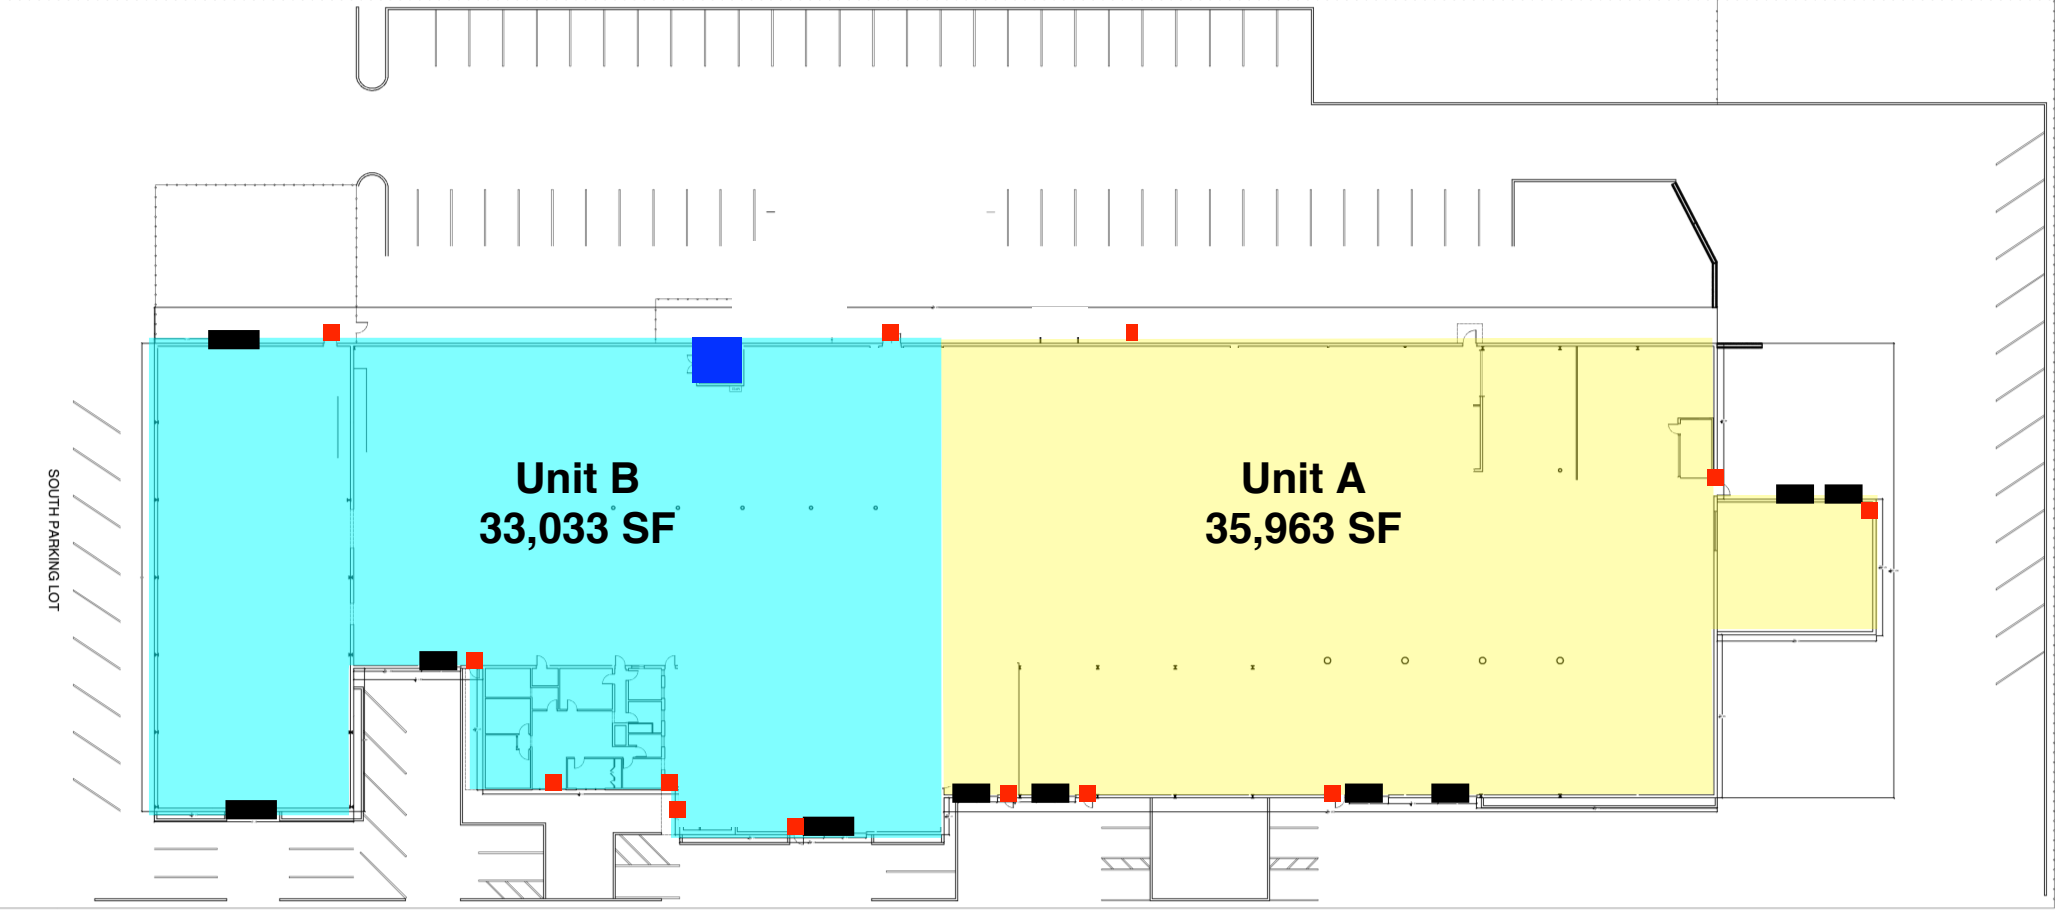 Unit B
33,033 SF
Unit A
35,963 SF
SOUTH PARKING LOT